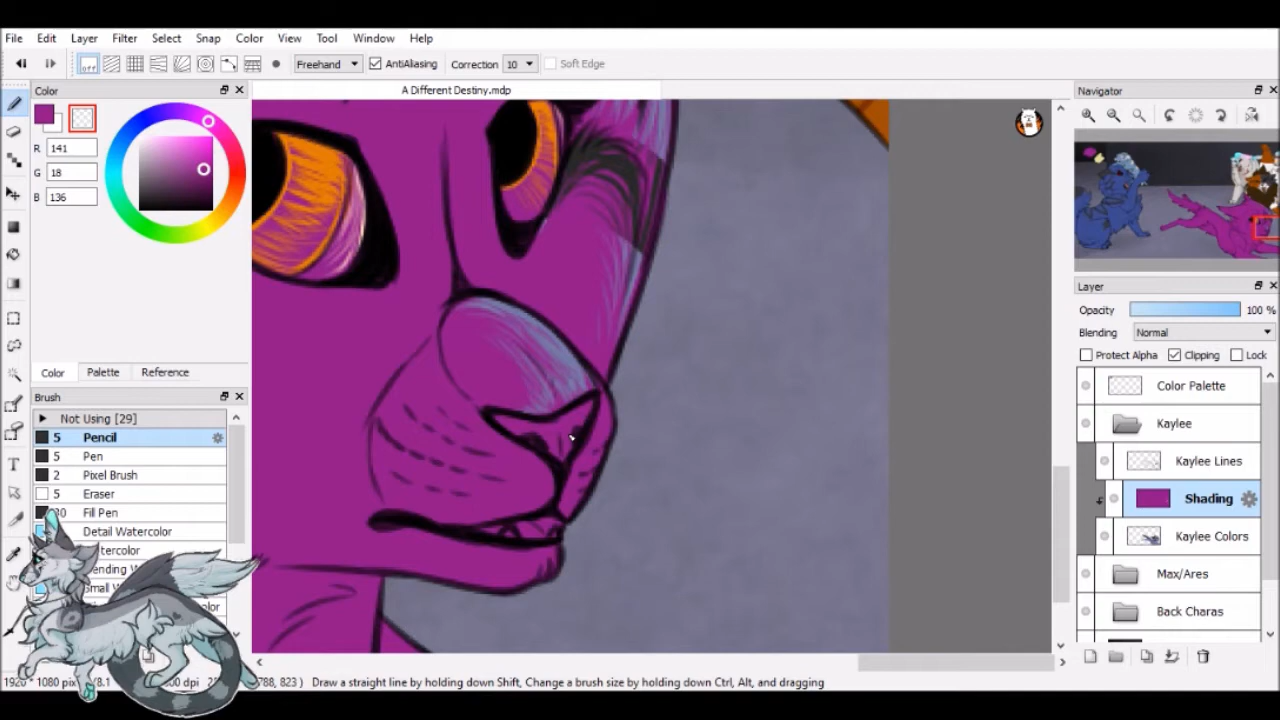 File Edit Layer Filter Select Snap Color View Tool Window Help
off Freehand AntiAliasing Correction 10 Soft Edge
Color
A Different Destiny.mdp
Navigator
R 141
G 18
B 136
Layer
Opacity 100 %
Blending Normal
Protect Alpha Clipping Lock
Color Palette Reference
Brush
Not Using [29]
5 Pencil
5 Pen
2 Pixel Brush
5 Eraser
Fill Pen
Detail Watercolor
Color Palette
Kaylee
Kaylee Lines
Shading
Kaylee Colors
Max/Ares
Back Charas
Draw a straight line by holding down Shift, Change a brush size by holding down Ctrl, Alt, and dragging